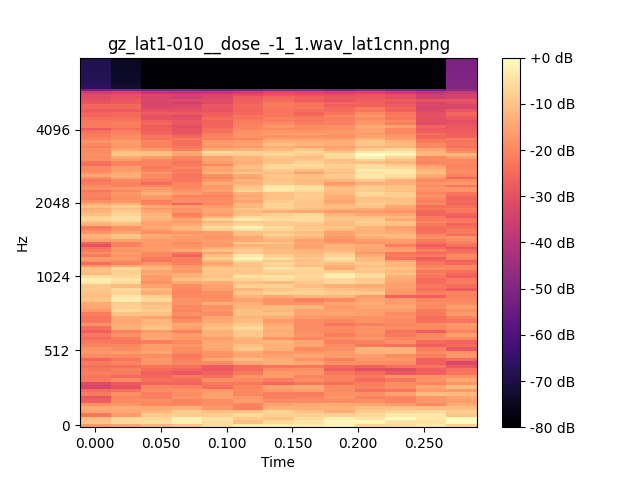 gz_lat1-010__dose_-1_1.wav_lat1cnn.png
+0 dB
-10 dB
-20 dB
-30 dB
-40 dB
-50 dB
-60 dB
-70 dB
-80 dB
4096
2048
1024
512
0
Hz
0.000 0.050 0.100 0.150 0.200 0.250
Time